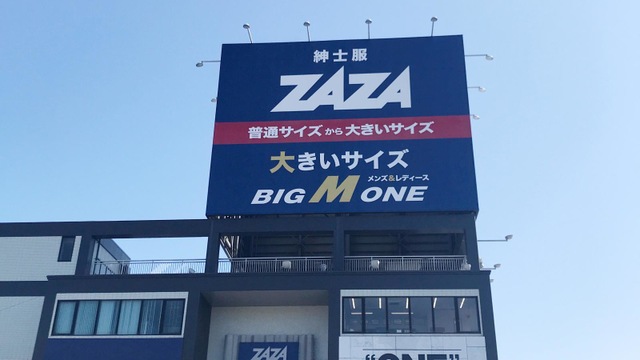 紳士服
ZAZA
普通サイズから大きいサイズ
大きいサイズ
メンズ&レディース
BIG M ONE
ZAZA
"ONE"